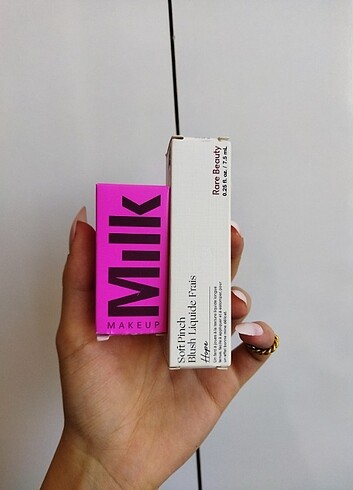 Milk
MAKEUP
Rare Beauty
0.25 fl. oz. / 7.5 mL
Soft Pinch
Blush Liquide Frais
Hope